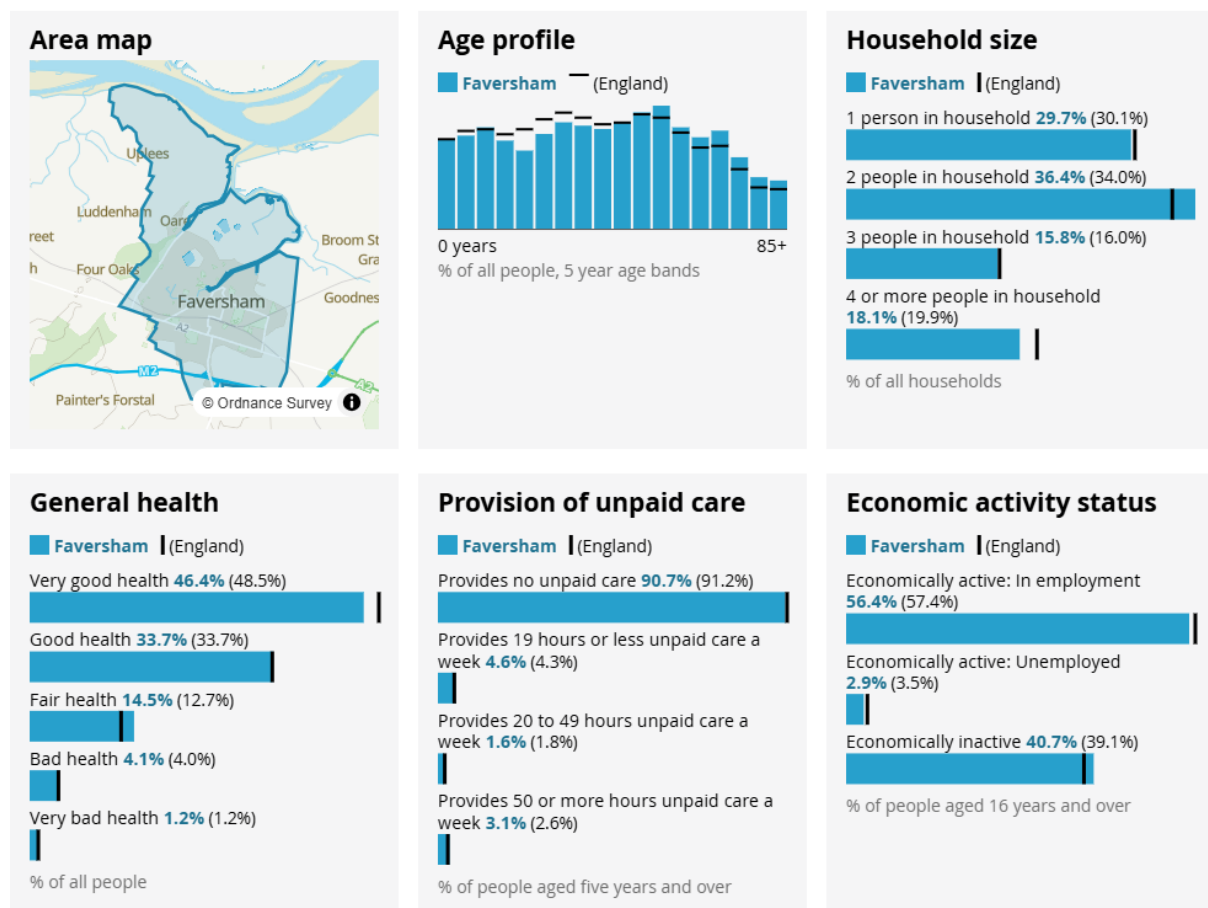 Area map
Uplees
Luddenham
Oare
reet
Broom St
Gra
h
Four Oaks
Faversham
Goodnes
A2
M2
A2
Painter's Forstal
© Ordnance Survey
Age profile
Faversham (England)
0 years 85+
% of all people, 5 year age bands
Household size
Faversham (England)
1 person in household 29.7% (30.1%)
2 people in household 36.4% (34.0%)
3 people in household 15.8% (16.0%)
4 or more people in household
18.1% (19.9%)
% of all households
General health
Faversham (England)
Very good health 46.4% (48.5%)
Good health 33.7% (33.7%)
Fair health 14.5% (12.7%)
Bad health 4.1% (4.0%)
Very bad health 1.2% (1.2%)
% of all people
Provision of unpaid care
Faversham (England)
Provides no unpaid care 90.7% (91.2%)
Provides 19 hours or less unpaid care a
week 4.6% (4.3%)
Provides 20 to 49 hours unpaid care a
week 1.6% (1.8%)
Provides 50 or more hours unpaid care a
week 3.1% (2.6%)
% of people aged five years and over
Economic activity status
Faversham (England)
Economically active: In employment
56.4% (57.4%)
Economically active: Unemployed
2.9% (3.5%)
Economically inactive 40.7% (39.1%)
% of people aged 16 years and over